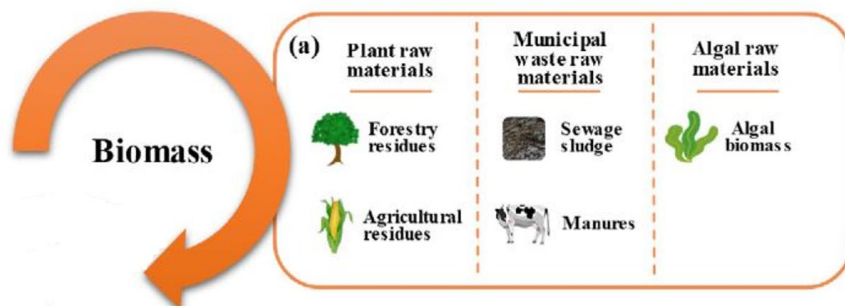 Biomass
(a)
Plant raw
materials
Forestry
residues
Agricultural
residues
Municipal
waste raw
materials
Sewage
sludge
Manures
Algal raw
materials
Algal
biomass